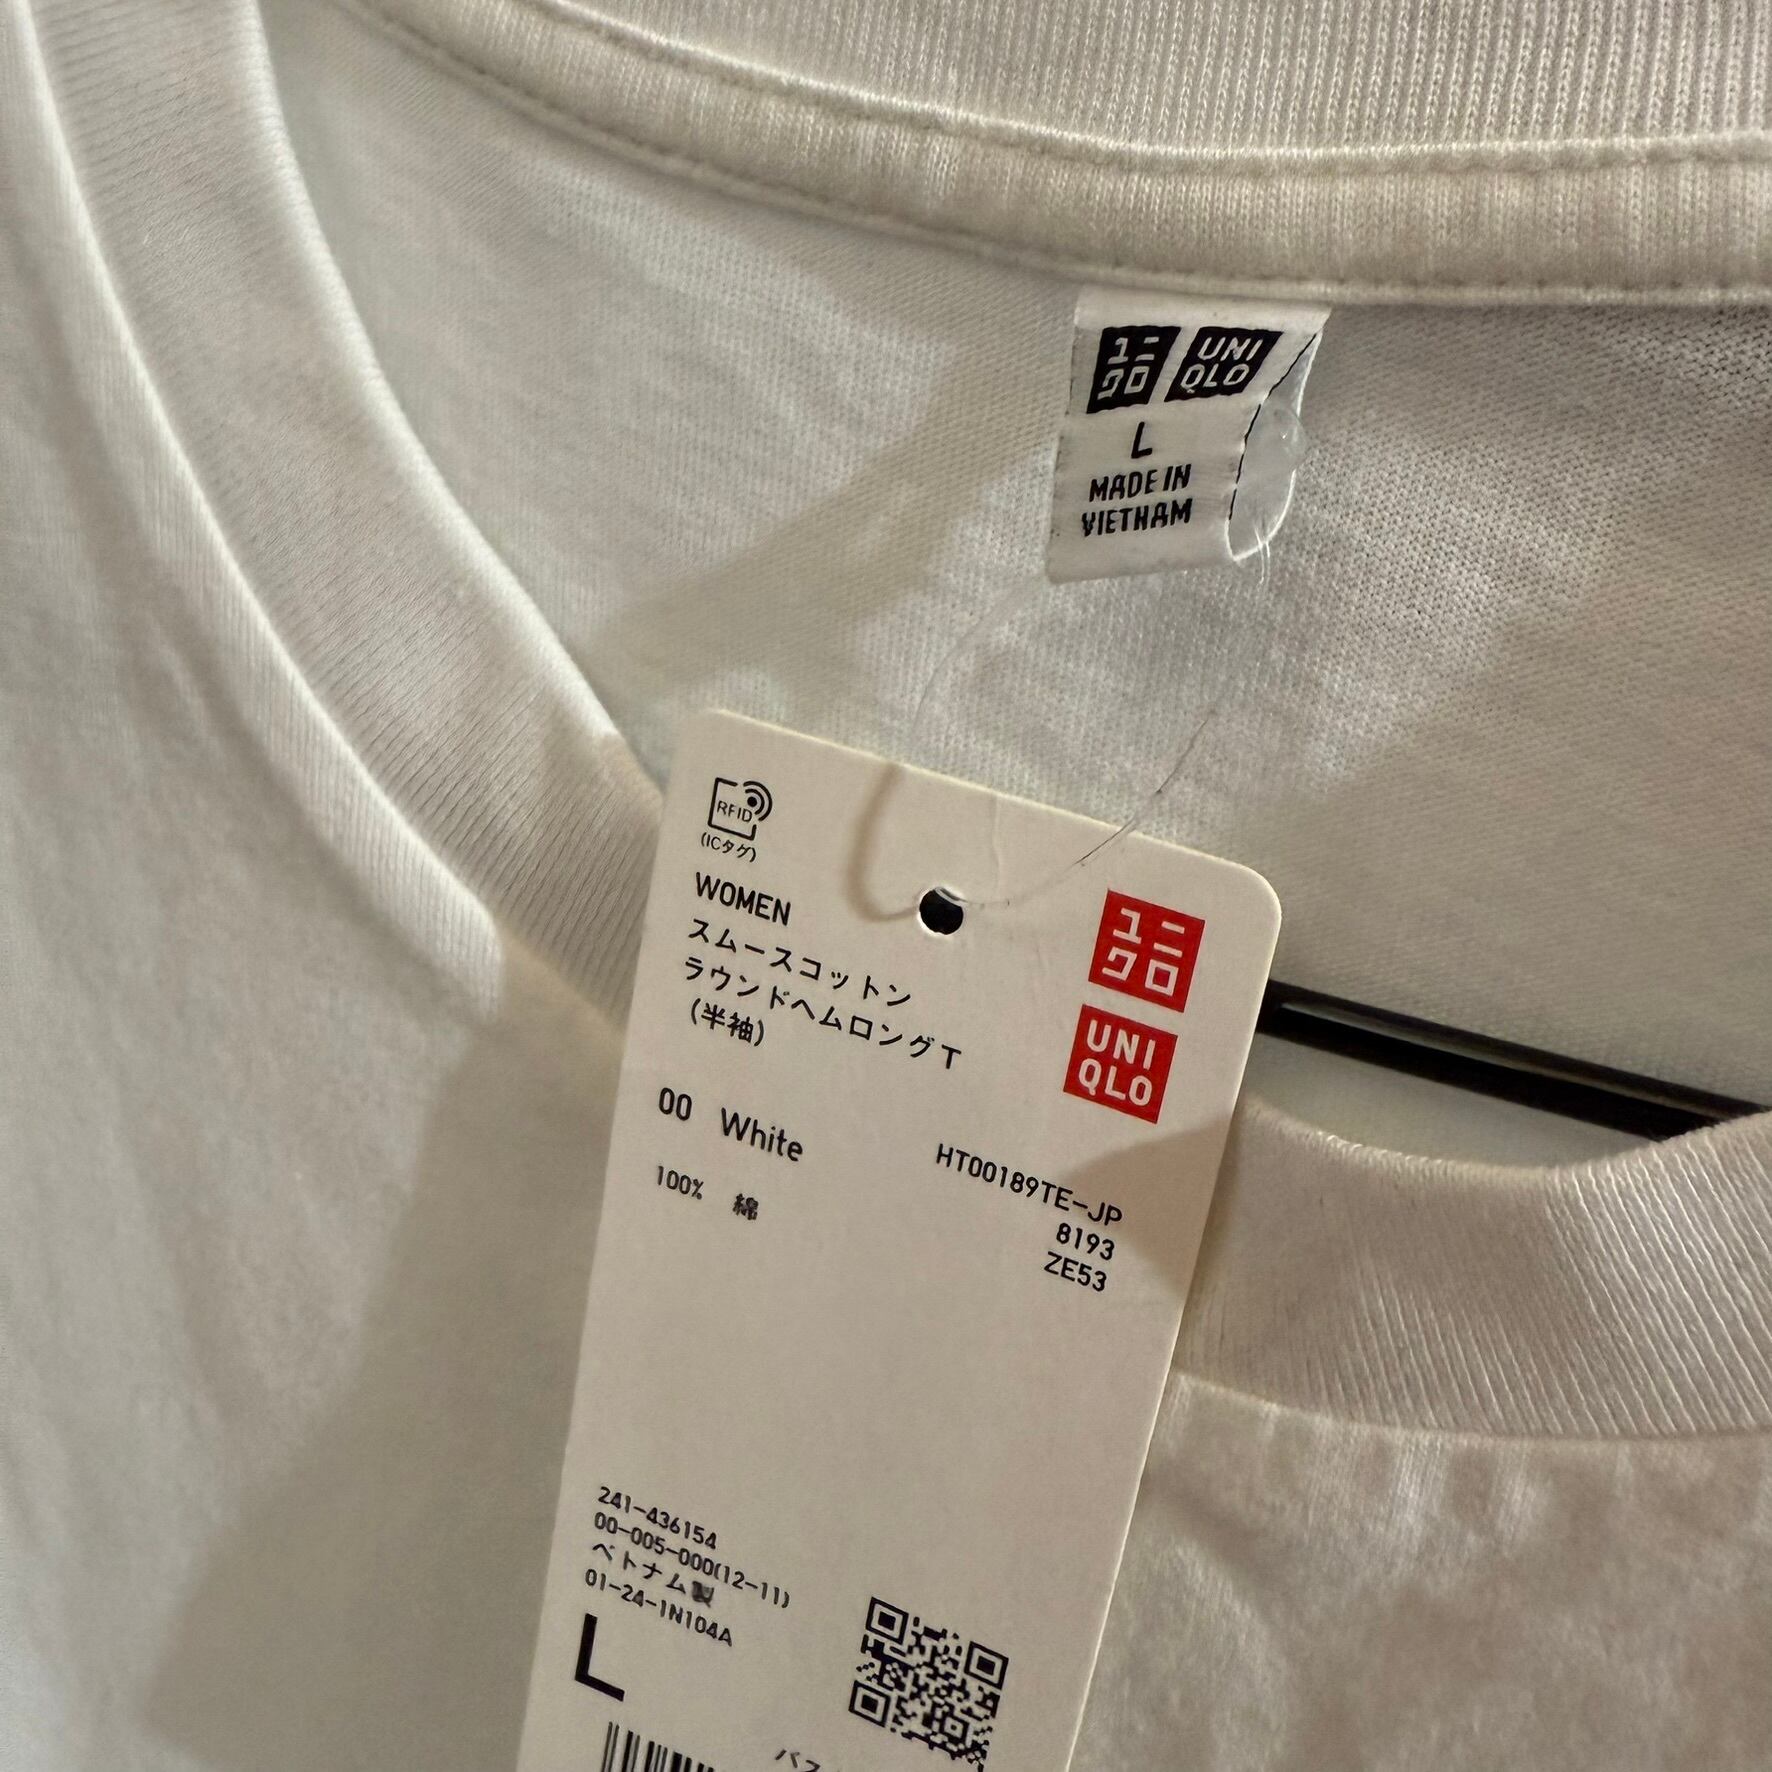 ユニ
クロ
UNI
QLO
L
MADE IN
VIETNAM
RFID
(ICタグ)
WOMEN
スムースコットン
ラウンドヘムロングT
(半袖)
ユニ
クロ
UNI
QLO
00 White
100% 綿
HT00189TE-JP
8193
ZE53
241-436154
00-005-000(12-11)
ベトナム製
01-24-1N104A
L
バス